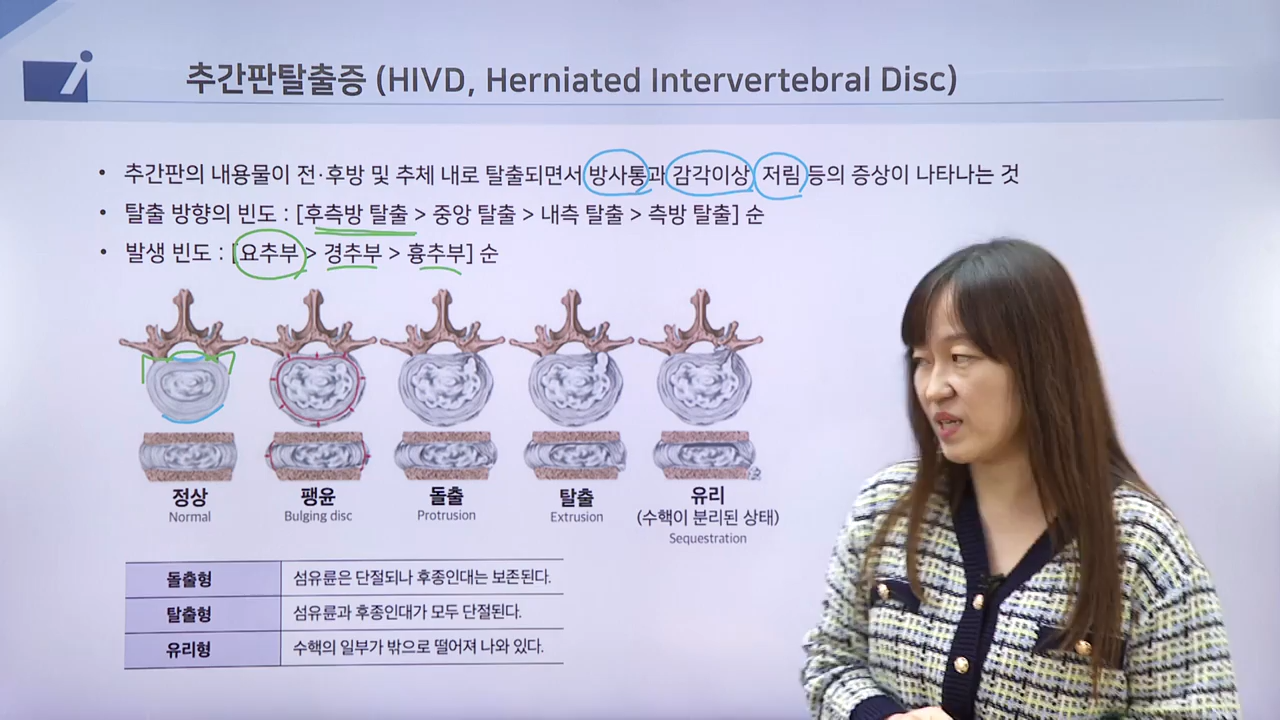 추간판탈출증 (HIVD, Herniated Intervertebral Disc)
• 추간판의 내용물이 전·후방 및 추체 내로 탈출되면서 방사통과 감각이상 저림 등의 증상이 나타나는 것
• 탈출 방향의 빈도 : [후측방 탈출 > 중앙 탈출 > 내측 탈출 > 측방 탈출] 순
• 발생 빈도 : [요추부 > 경추부 > 흉추부] 순
정상 팽윤 돌출 탈출 유리
(수핵이 분리된 상태)
Normal Bulging disc Protrusion Extrusion Sequestration
돌출형 섬유륜은 단절되나 후종인대는 보존된다.
탈출형 섬유륜과 후종인대가 모두 단절된다.
유리형 수핵의 일부가 밖으로 떨어져 나와 있다.